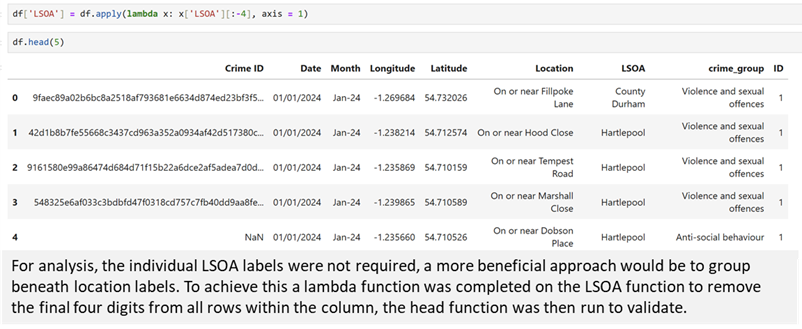 df['LSOA'] = df.apply(lambda x: x['LSOA'][:-4], axis = 1)
df.head(5)
Crime ID Date Month Longitude Latitude Location LSOA crime_group ID
0 9faec89a02b6bc8a2518af793681e6634d874ed23bf3f5... 01/01/2024 Jan-24 -1.269684 54.732026 On or near Fillpoke Lane County Durham Violence and sexual offences 1
1 42d1b8b7fe55668c3437cd963a352a0934af42d517380c... 01/01/2024 Jan-24 -1.238214 54.712574 On or near Hood Close Hartlepool Violence and sexual offences 1
2 9161580e99a86474d684d71f15b22a6dce2af5adea7d0d... 01/01/2024 Jan-24 -1.235869 54.710159 On or near Tempest Road Hartlepool Violence and sexual offences 1
3 548325e6af033c3bdbfd47f0318cd757c7fb40dd9aa8fe... 01/01/2024 Jan-24 -1.239865 54.710589 On or near Marshall Close Hartlepool Violence and sexual offences 1
4 NaN 01/01/2024 Jan-24 -1.235660 54.710526 On or near Dobson Place Hartlepool Anti-social behaviour 1
For analysis, the individual LSOA labels were not required, a more beneficial approach would be to group
beneath location labels. To achieve this a lambda function was completed on the LSOA function to remove
the final four digits from all rows within the column, the head function was then run to validate.